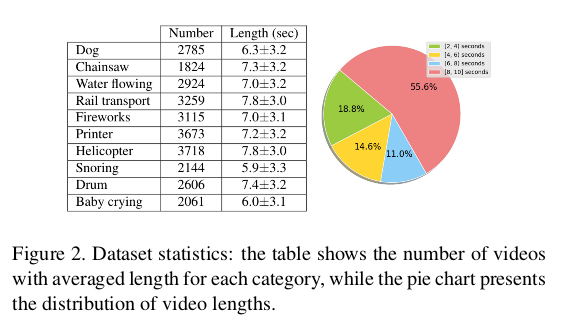 Number Length (sec)
Dog 2785 6.3±3.2
Chainsaw 1824 7.3±3.2
Water flowing 2924 7.0±3.2
Rail transport 3259 7.8±3.0
Fireworks 3115 7.0±3.1
Printer 3673 7.2±3.2
Helicopter 3718 7.8±3.0
Snoring 2144 5.9±3.3
Drum 2606 7.4±3.2
Baby crying 2061 6.0±3.1
[2, 4) seconds
[4, 6) seconds
[6, 8) seconds
[8, 10] seconds
55.6%
18.8%
14.6%
11.0%
Figure 2. Dataset statistics: the table shows the number of videos
with averaged length for each category, while the pie chart presents
the distribution of video lengths.